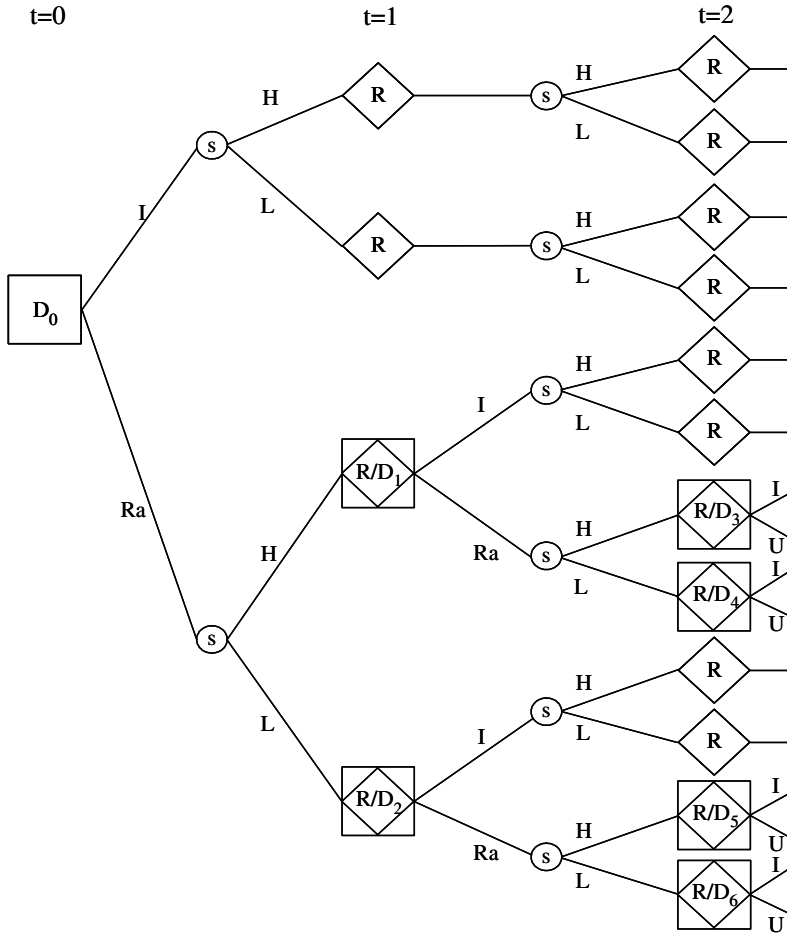 t=0 t=1 t=2
H R
H R s
s L R
I L H R
R s
L R
D0
H R
I s
L R
R/D1 I
R/D3
Ra H U
Ra s I
H L R/D4
U
s H R
I s
L L R
I
R/D2 H R/D5
U
Ra s I
L R/D6
U